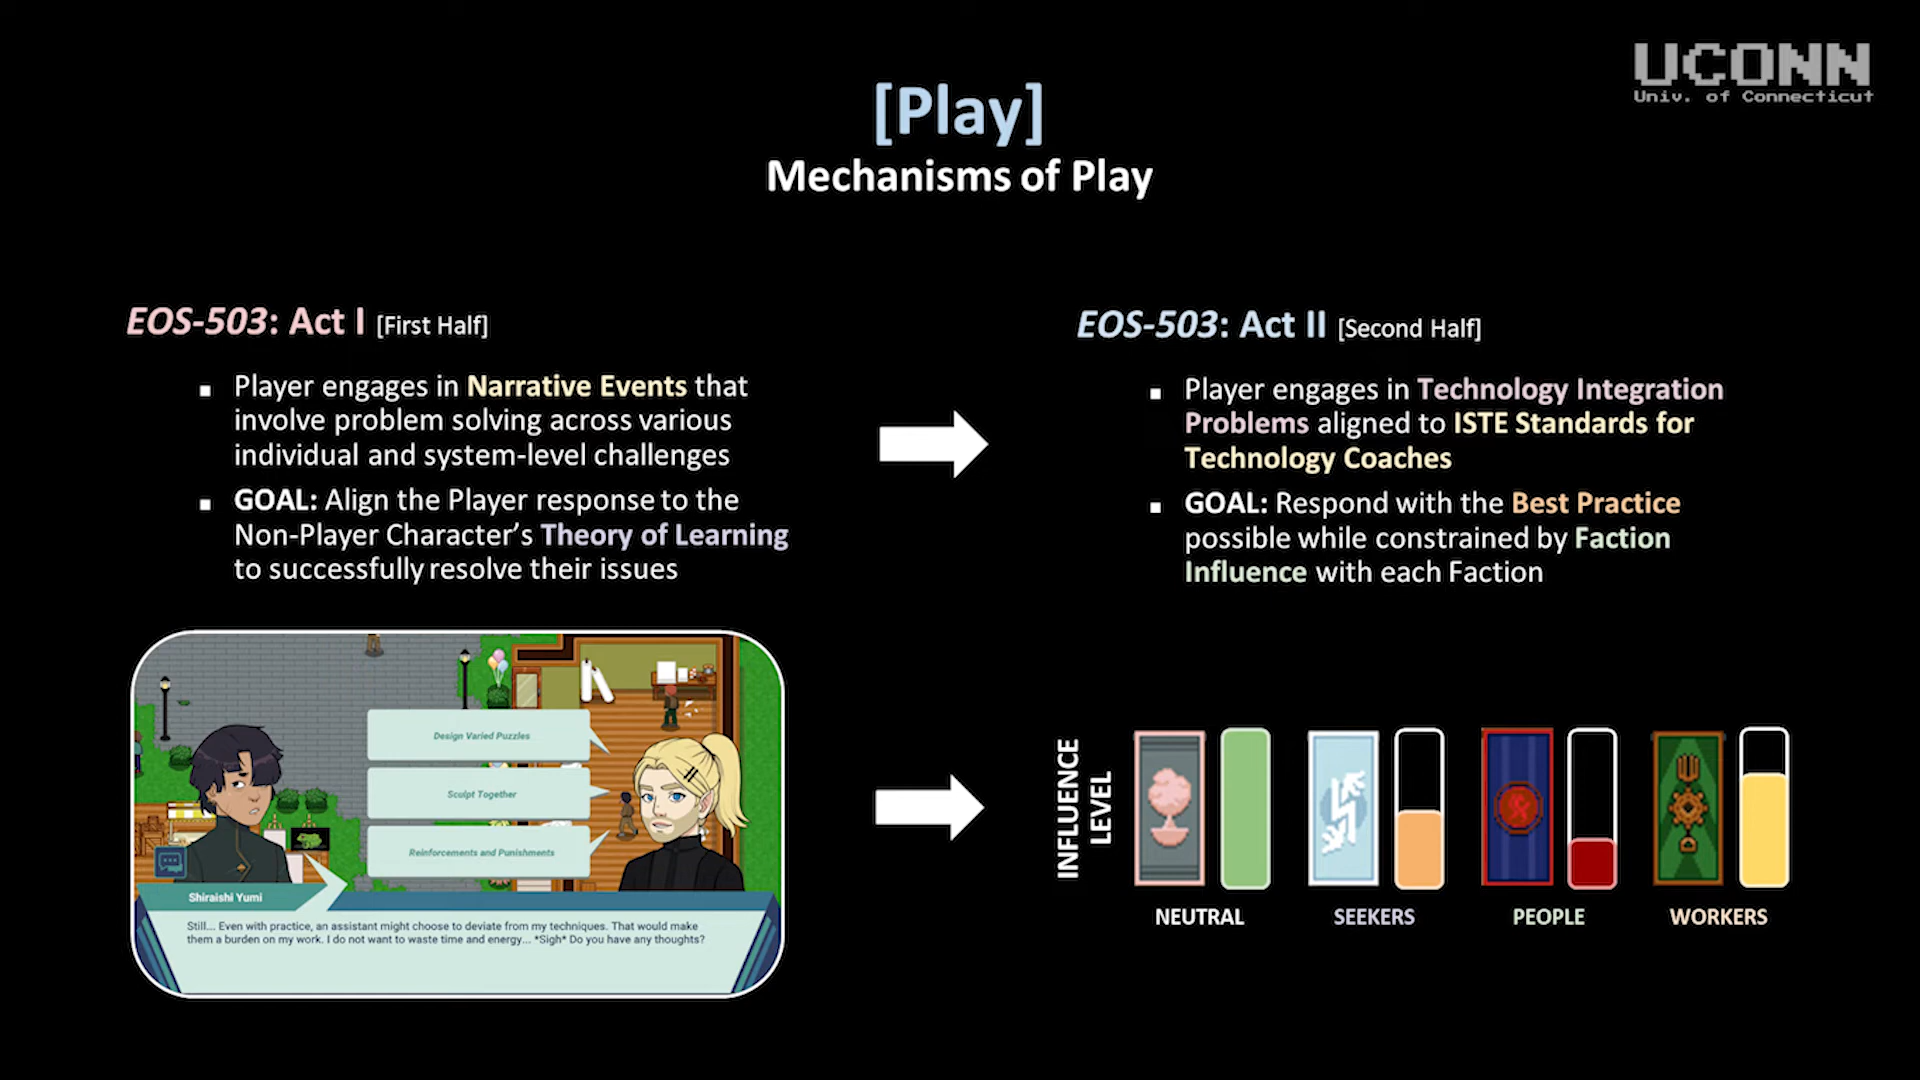 UCONN
Univ. of Connecticut
[Play]
Mechanisms of Play
EOS-503: Act I [First Half]
▪ Player engages in Narrative Events that
involve problem solving across various
individual and system-level challenges
▪ GOAL: Align the Player response to the
Non-Player Character's Theory of Learning
to successfully resolve their issues
EOS-503: Act II [Second Half]
▪ Player engages in Technology Integration
Problems aligned to ISTE Standards for
Technology Coaches
▪ GOAL: Respond with the Best Practice
possible while constrained by Faction
Influence with each Faction
Design Varied Puzzles
Sculpt Together
Reinforcements and Punishments
Shiraishi Yumi
Still... Even with practice, an assistant might choose to deviate from my techniques. That would make
them a burden on my work. I do not want to waste time and energy... *Sigh* Do you have any thoughts?
INFLUENCE
LEVEL
NEUTRAL
SEEKERS
PEOPLE
WORKERS